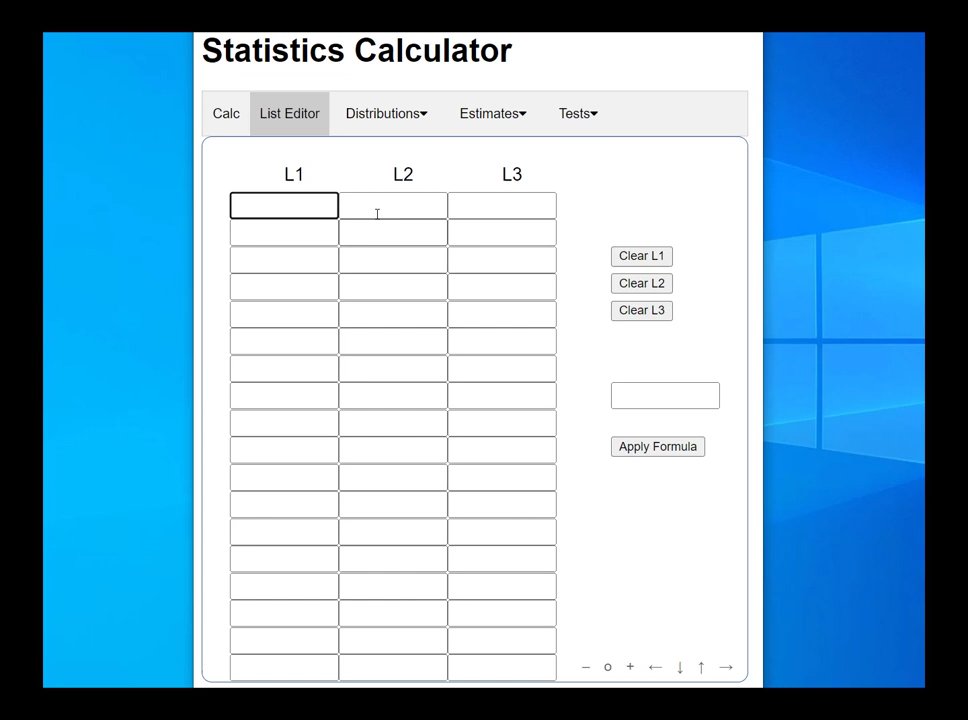 Statistics Calculator
Calc List Editor Distributions▾ Estimates▾ Tests▾
L1 L2 L3
Clear L1
Clear L2
Clear L3
Apply Formula
– o + ← ↓ ↑ →